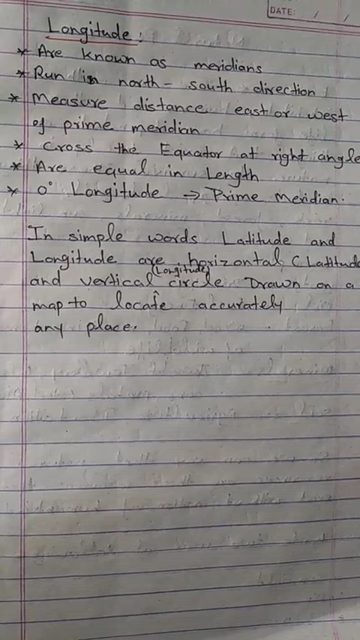 DATE: / /
Longitude:
* Are known as meridians
* Run in north - south direction
* Measure distance east or west
of prime meridian
* Cross the Equator at right angle
* Are equal in Length
* 0° Longitude → Prime Meridian.
In simple words Latitude and
Longitude are horizontal (Latitude
(Longitude)
and vertical circle Drawn on a
map to locate accurately
any place.